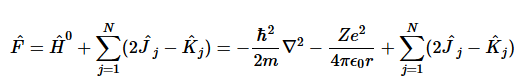 F̂ = Ĥ⁰ + ∑_{j=1}^{N} (2Ĵ_j − K̂_j) = −ħ²/2m ∇² − Ze²/4πϵ₀r + ∑_{j=1}^{N} (2Ĵ_j − K̂_j)